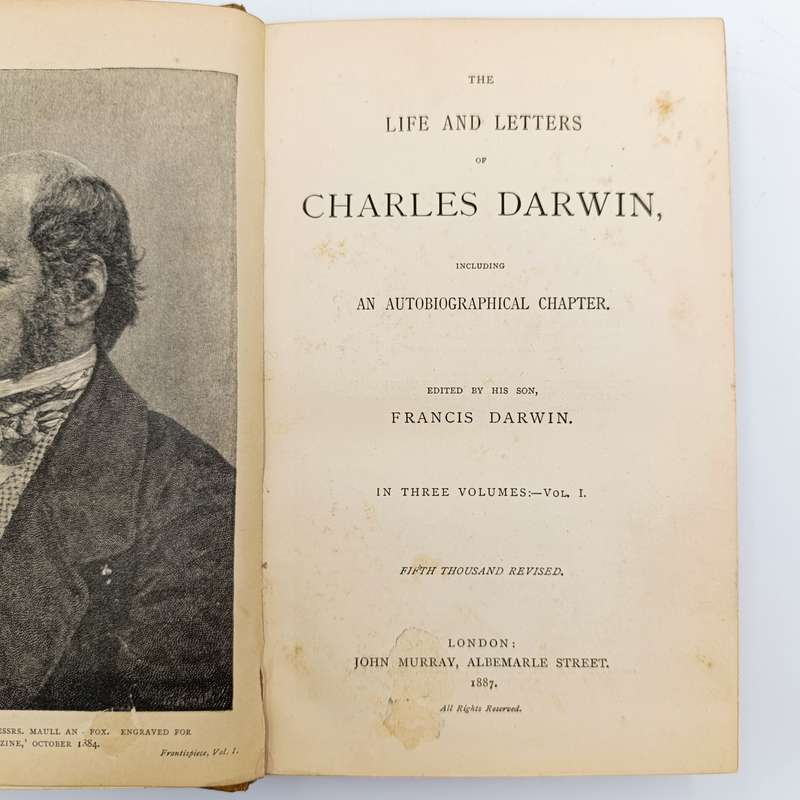 ESSRS. MAULL AN FOX. ENGRAVED FOR
ZINE,' OCTOBER 1884.
Frontispiece, Vol. I.
THE
LIFE AND LETTERS
OF
CHARLES DARWIN,
INCLUDING
AN AUTOBIOGRAPHICAL CHAPTER.
EDITED BY HIS SON,
FRANCIS DARWIN.
IN THREE VOLUMES:—VOL. I.
FIFTH THOUSAND REVISED.
LONDON:
JOHN MURRAY, ALBEMARLE STREET.
1887.
All Rights Reserved.